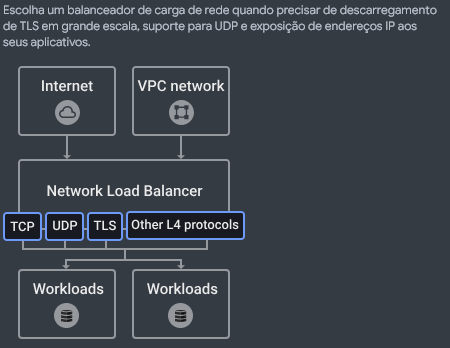 Escolha um balanceador de carga de rede quando precisar de descarregamento
de TLS em grande escala, suporte para UDP e exposição de endereços IP aos
seus aplicativos.
Internet
VPC network
Network Load Balancer
TCP
UDP
TLS
Other L4 protocols
Workloads
Workloads